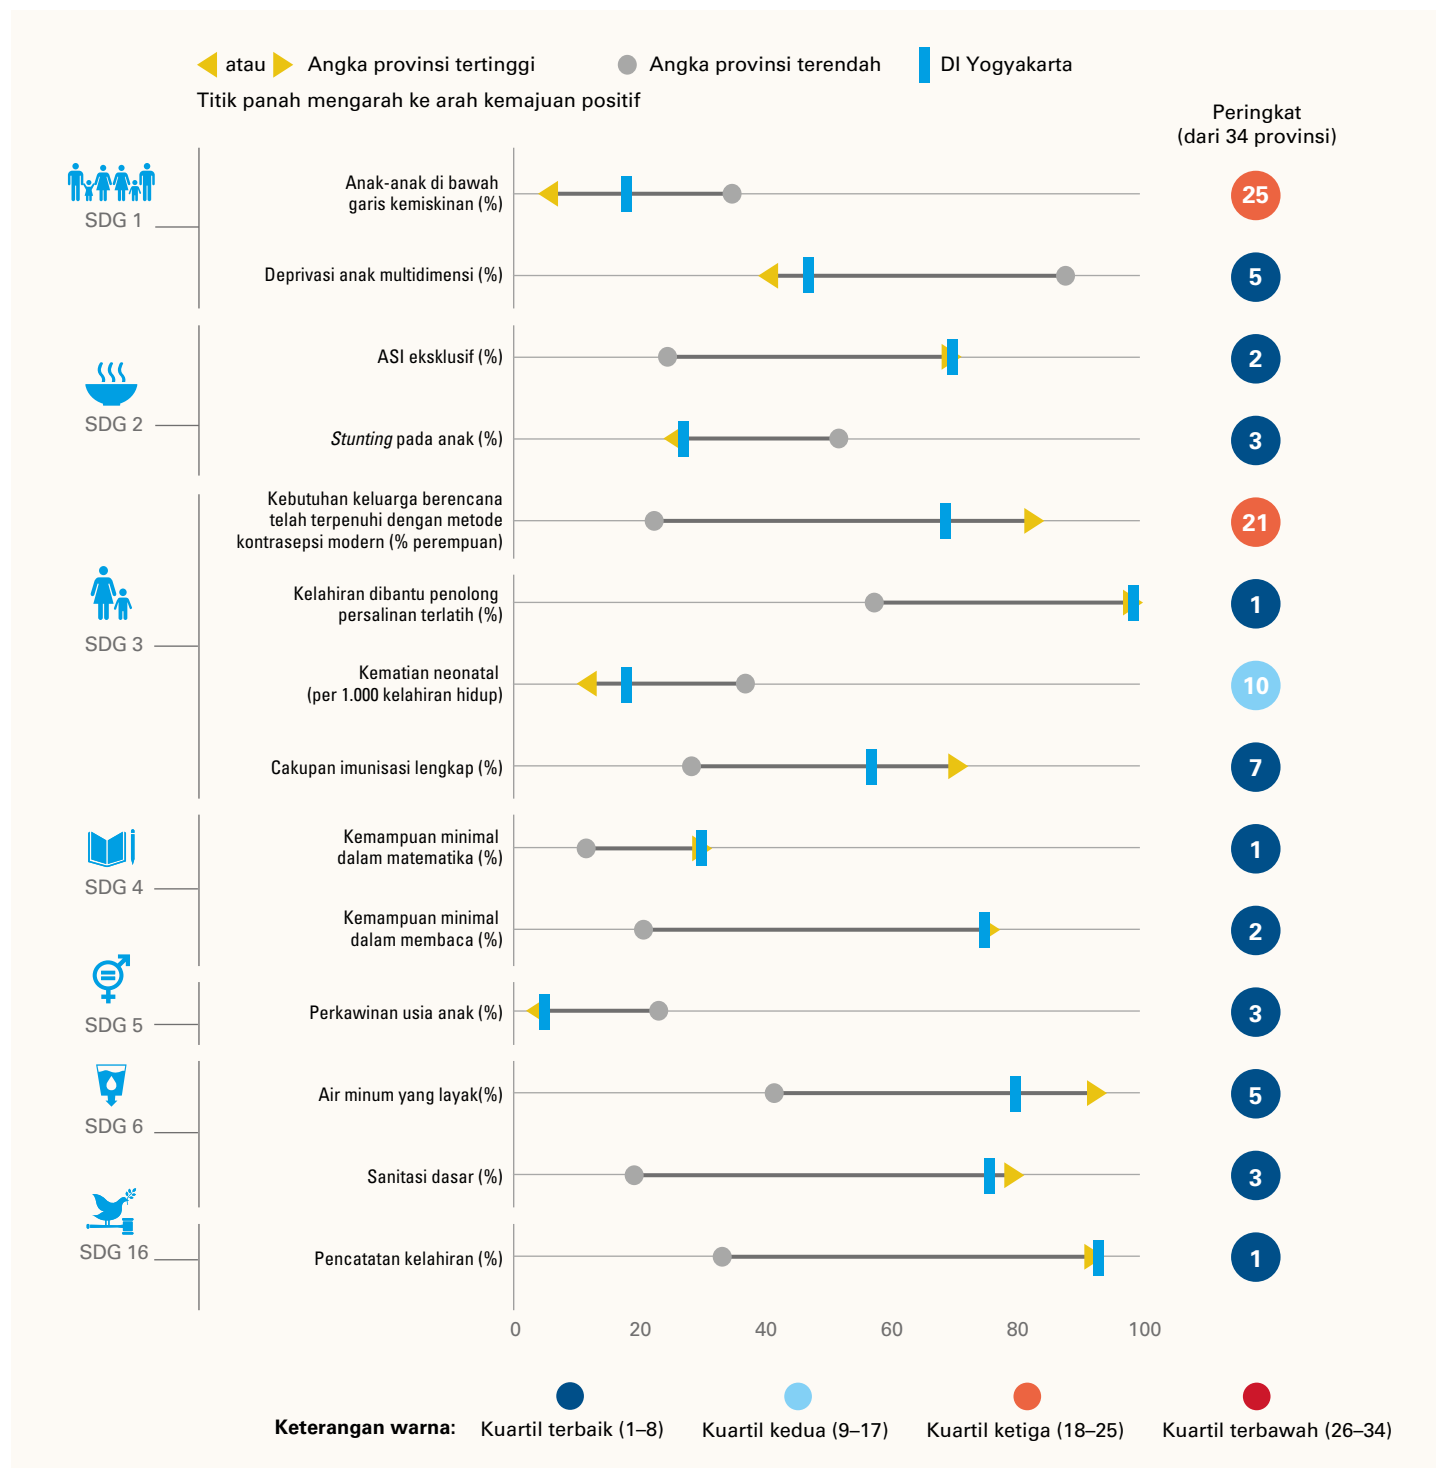 atau Angka provinsi tertinggi Angka provinsi terendah DI Yogyakarta
Titik panah mengarah ke arah kemajuan positif
Peringkat
(dari 34 provinsi)
SDG 1
Anak-anak di bawah
garis kemiskinan (%)
25
Deprivasi anak multidimensi (%)
5
SDG 2
ASI eksklusif (%)
2
Stunting pada anak (%)
3
SDG 3
Kebutuhan keluarga berencana
telah terpenuhi dengan metode
kontrasepsi modern (% perempuan)
21
Kelahiran dibantu penolong
persalinan terlatih (%)
1
Kematian neonatal
(per 1.000 kelahiran hidup)
10
Cakupan imunisasi lengkap (%)
7
SDG 4
Kemampuan minimal
dalam matematika (%)
1
Kemampuan minimal
dalam membaca (%)
2
SDG 5
Perkawinan usia anak (%)
3
SDG 6
Air minum yang layak(%)
5
Sanitasi dasar (%)
3
SDG 16
Pencatatan kelahiran (%)
1
0 20 40 60 80 100
Keterangan warna: Kuartil terbaik (1–8) Kuartil kedua (9–17) Kuartil ketiga (18–25) Kuartil terbawah (26–34)